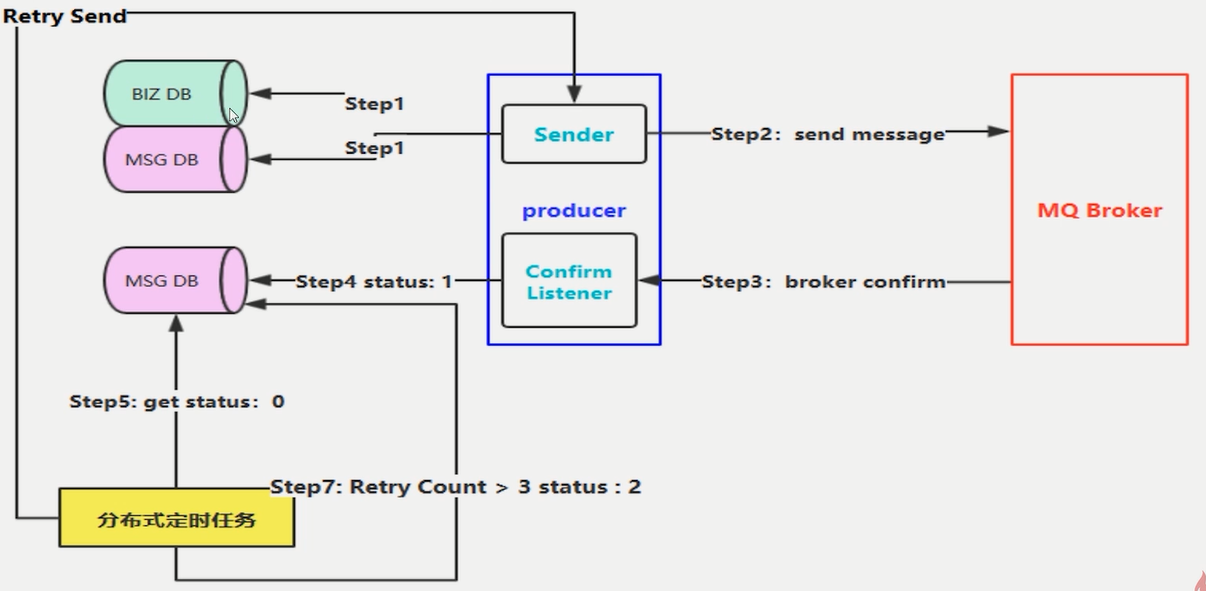 Retry Send
BIZ DB
Step1
MSG DB
Step1
Sender
Step2：send message
producer
MQ Broker
MSG DB
Step4 status: 1
Confirm
Listener
Step3：broker confirm
Step5: get status：0
Step7: Retry Count > 3 status : 2
分布式定时任务